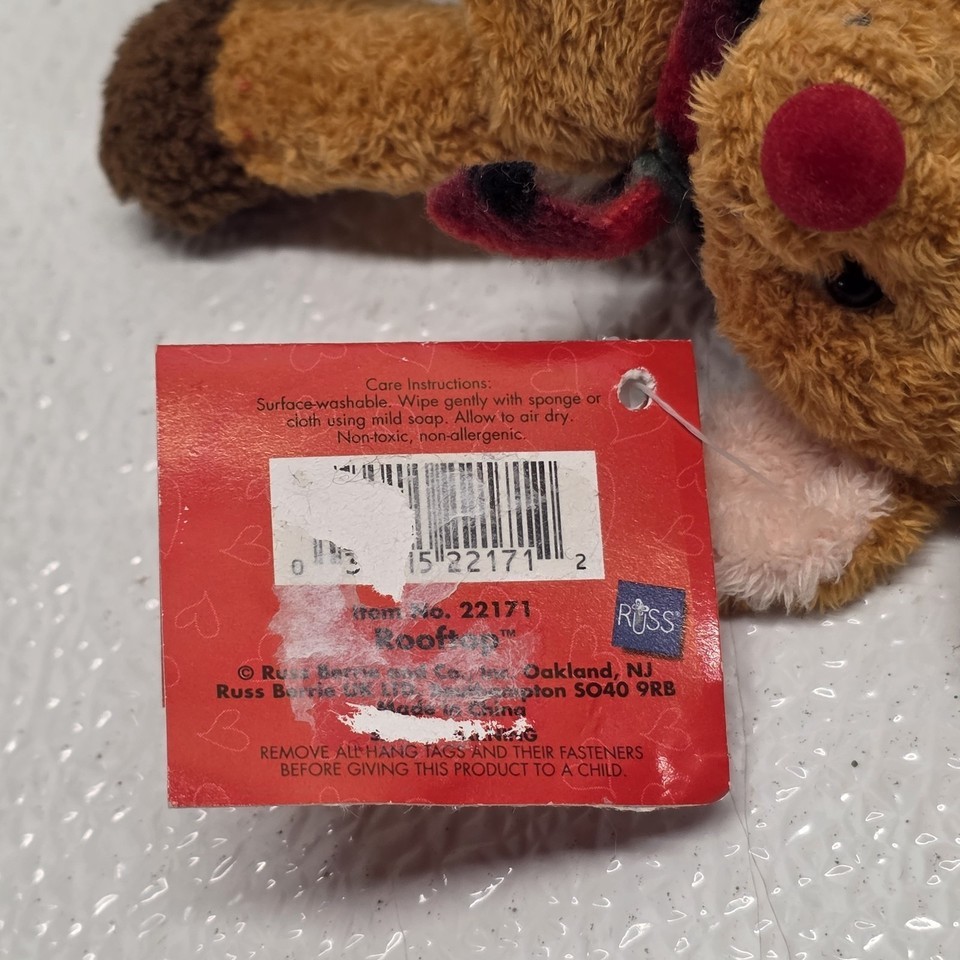 Care Instructions:
Surface-washable. Wipe gently with sponge or
cloth using mild soap. Allow to air dry.
Non-toxic, non-allergenic.
0 3 15 22171 2
Item No. 22171
Rooftop™
RUSS®
© Russ Berrie and Co., Inc. Oakland, NJ
Russ Berrie UK LTD, Southampton SO40 9RB
Made in China
REMOVE ALL HANG TAGS AND THEIR FASTENERS
BEFORE GIVING THIS PRODUCT TO A CHILD.